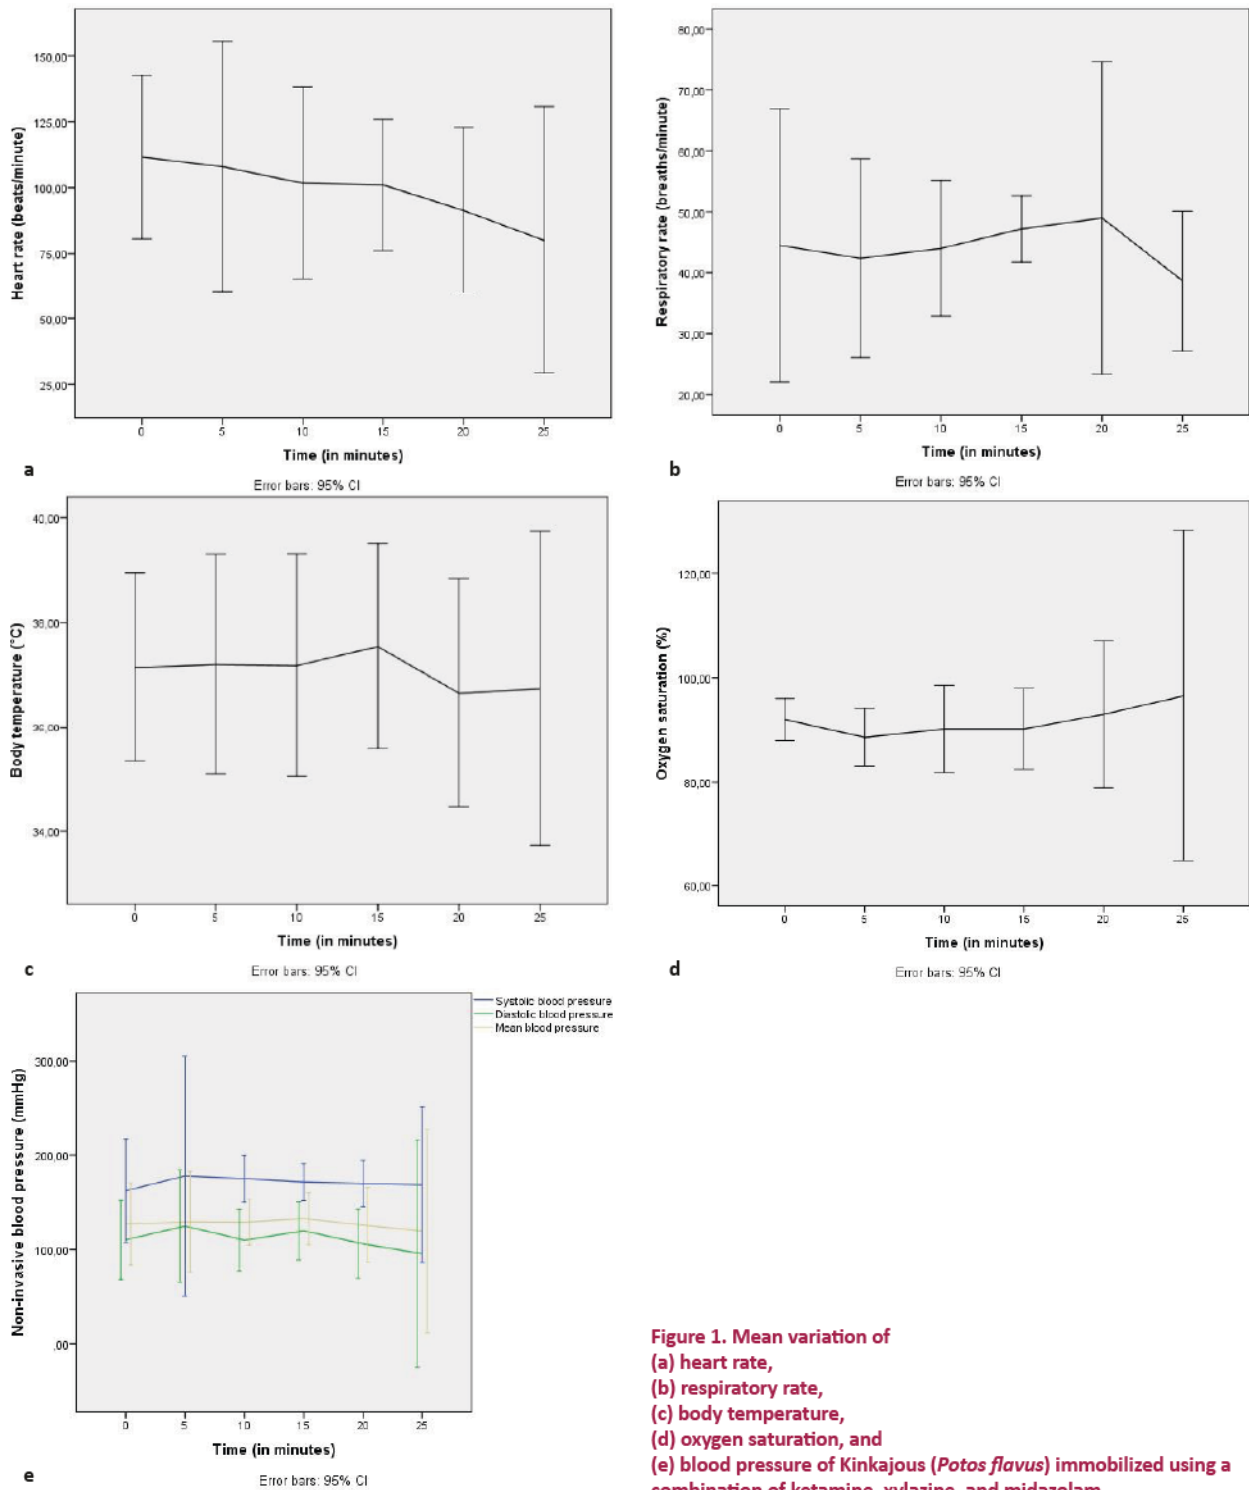 150,00
125,00
100,00
75,00
50,00
25,00
Heart rate (beats/minute)
0 5 10 15 20 25
Time (in minutes)
a
Error bars: 95% CI
80,00
70,00
60,00
50,00
40,00
30,00
20,00
Respiratory rate (breaths/minute)
0 5 10 15 20 25
Time (in minutes)
b
Error bars: 95% CI
40,00
38,00
36,00
34,00
Body temperature (°C)
0 5 10 15 20 25
Time (in minutes)
c
Error bars: 95% CI
120,00
100,00
80,00
60,00
Oxygen saturation (%)
0 5 10 15 20 25
Time (in minutes)
d
Error bars: 95% CI
Systolic blood pressure
Diastolic blood pressure
Mean blood pressure
300,00
200,00
100,00
,00
Non-invasive blood pressure (mmHg)
0 5 10 15 20 25
Time (in minutes)
e
Error bars: 95% CI
Figure 1. Mean variation of
(a) heart rate,
(b) respiratory rate,
(c) body temperature,
(d) oxygen saturation, and
(e) blood pressure of Kinkajous (Potos flavus) immobilized using a
combination of ketamine, xylazine, and midazolam